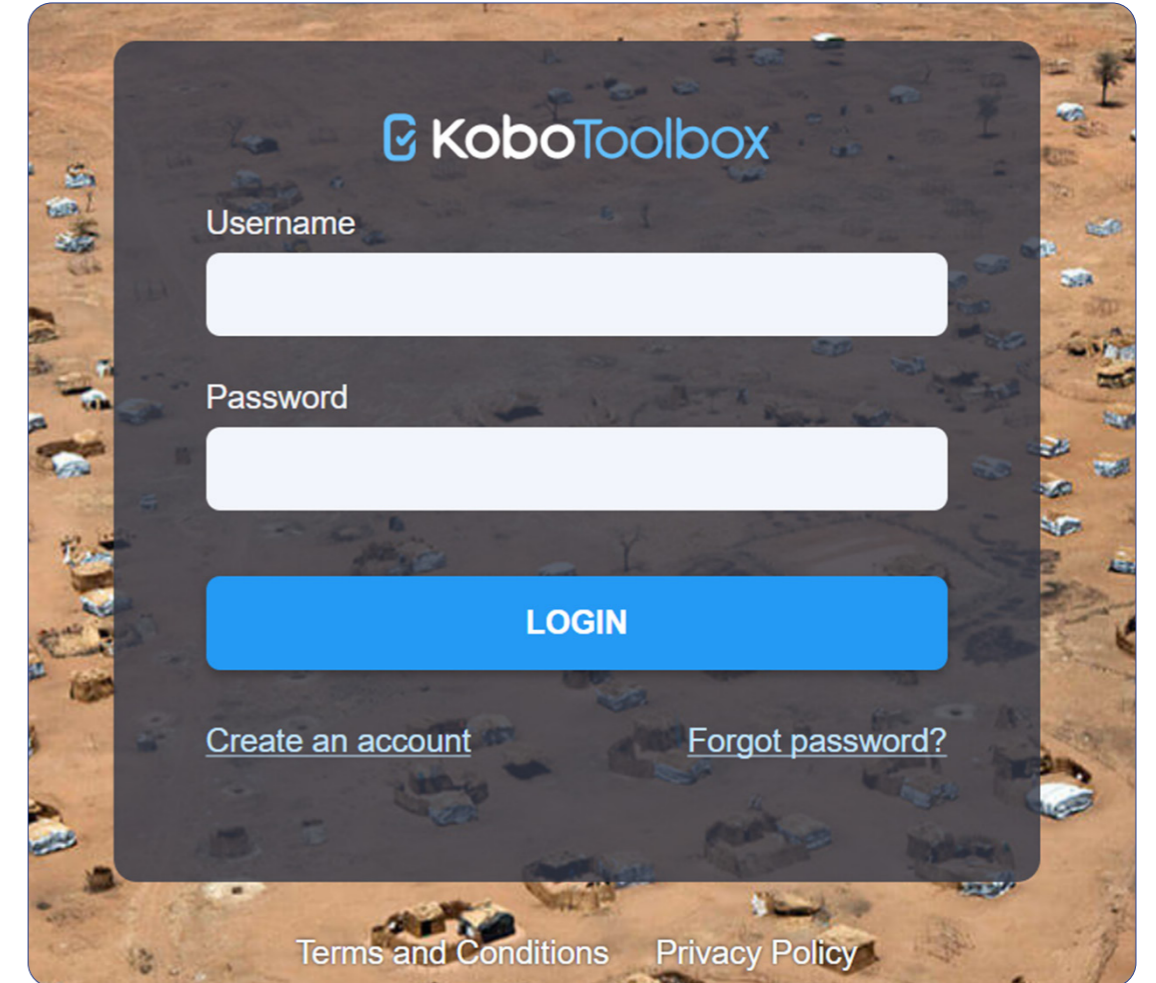 KoboToolbox
Username
Password
LOGIN
Create an account Forgot password?
Terms and Conditions Privacy Policy